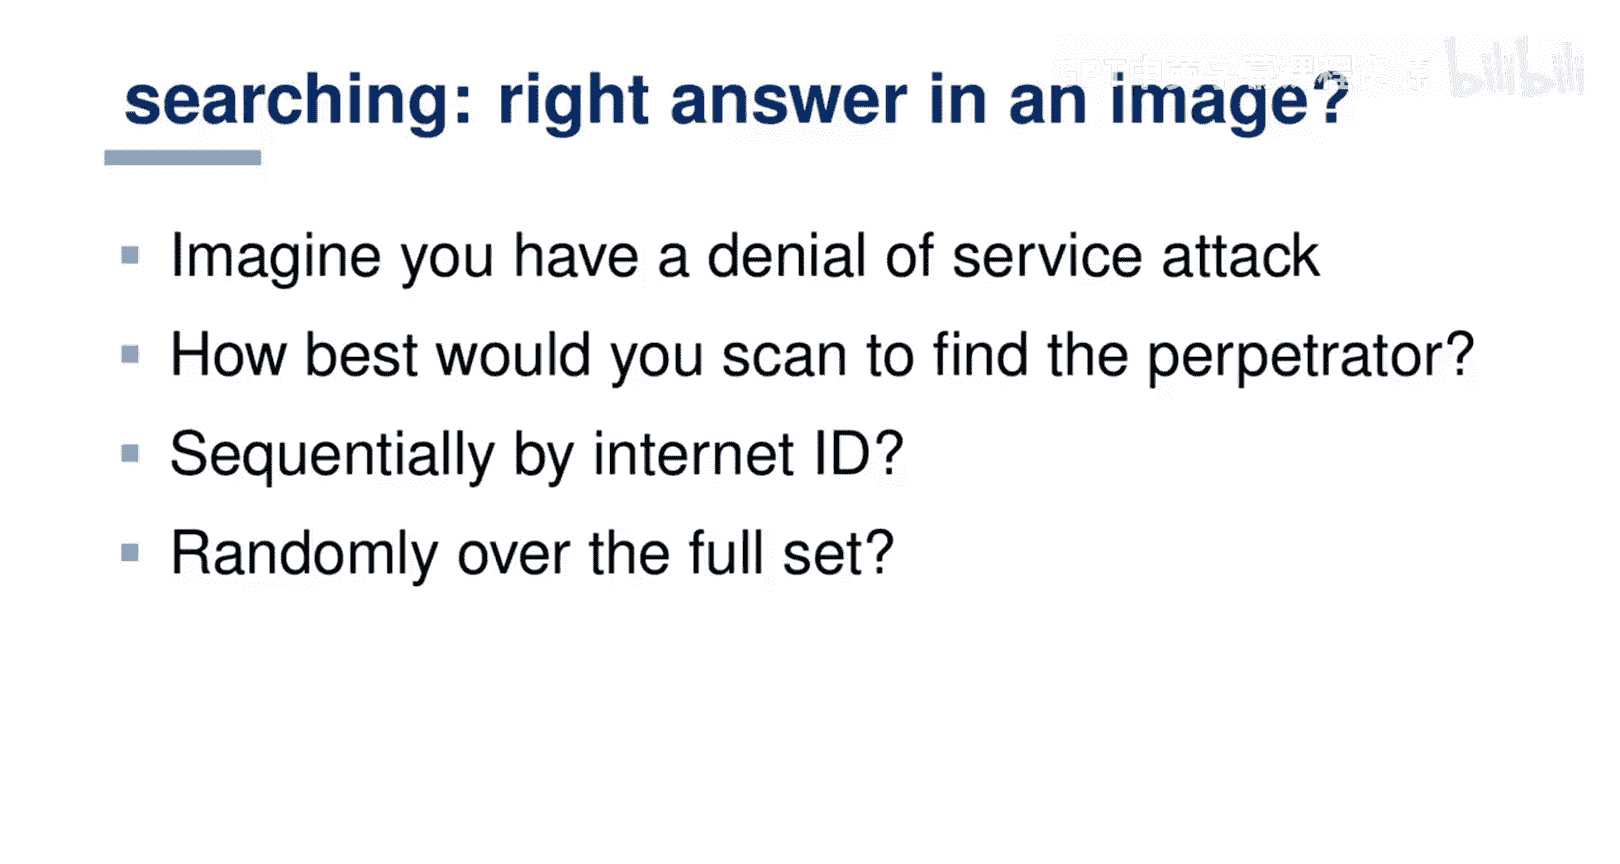 searching: right answer in an image?
bilibili
Imagine you have a denial of service attack
How best would you scan to find the perpetrator?
Sequentially by internet ID?
Randomly over the full set?